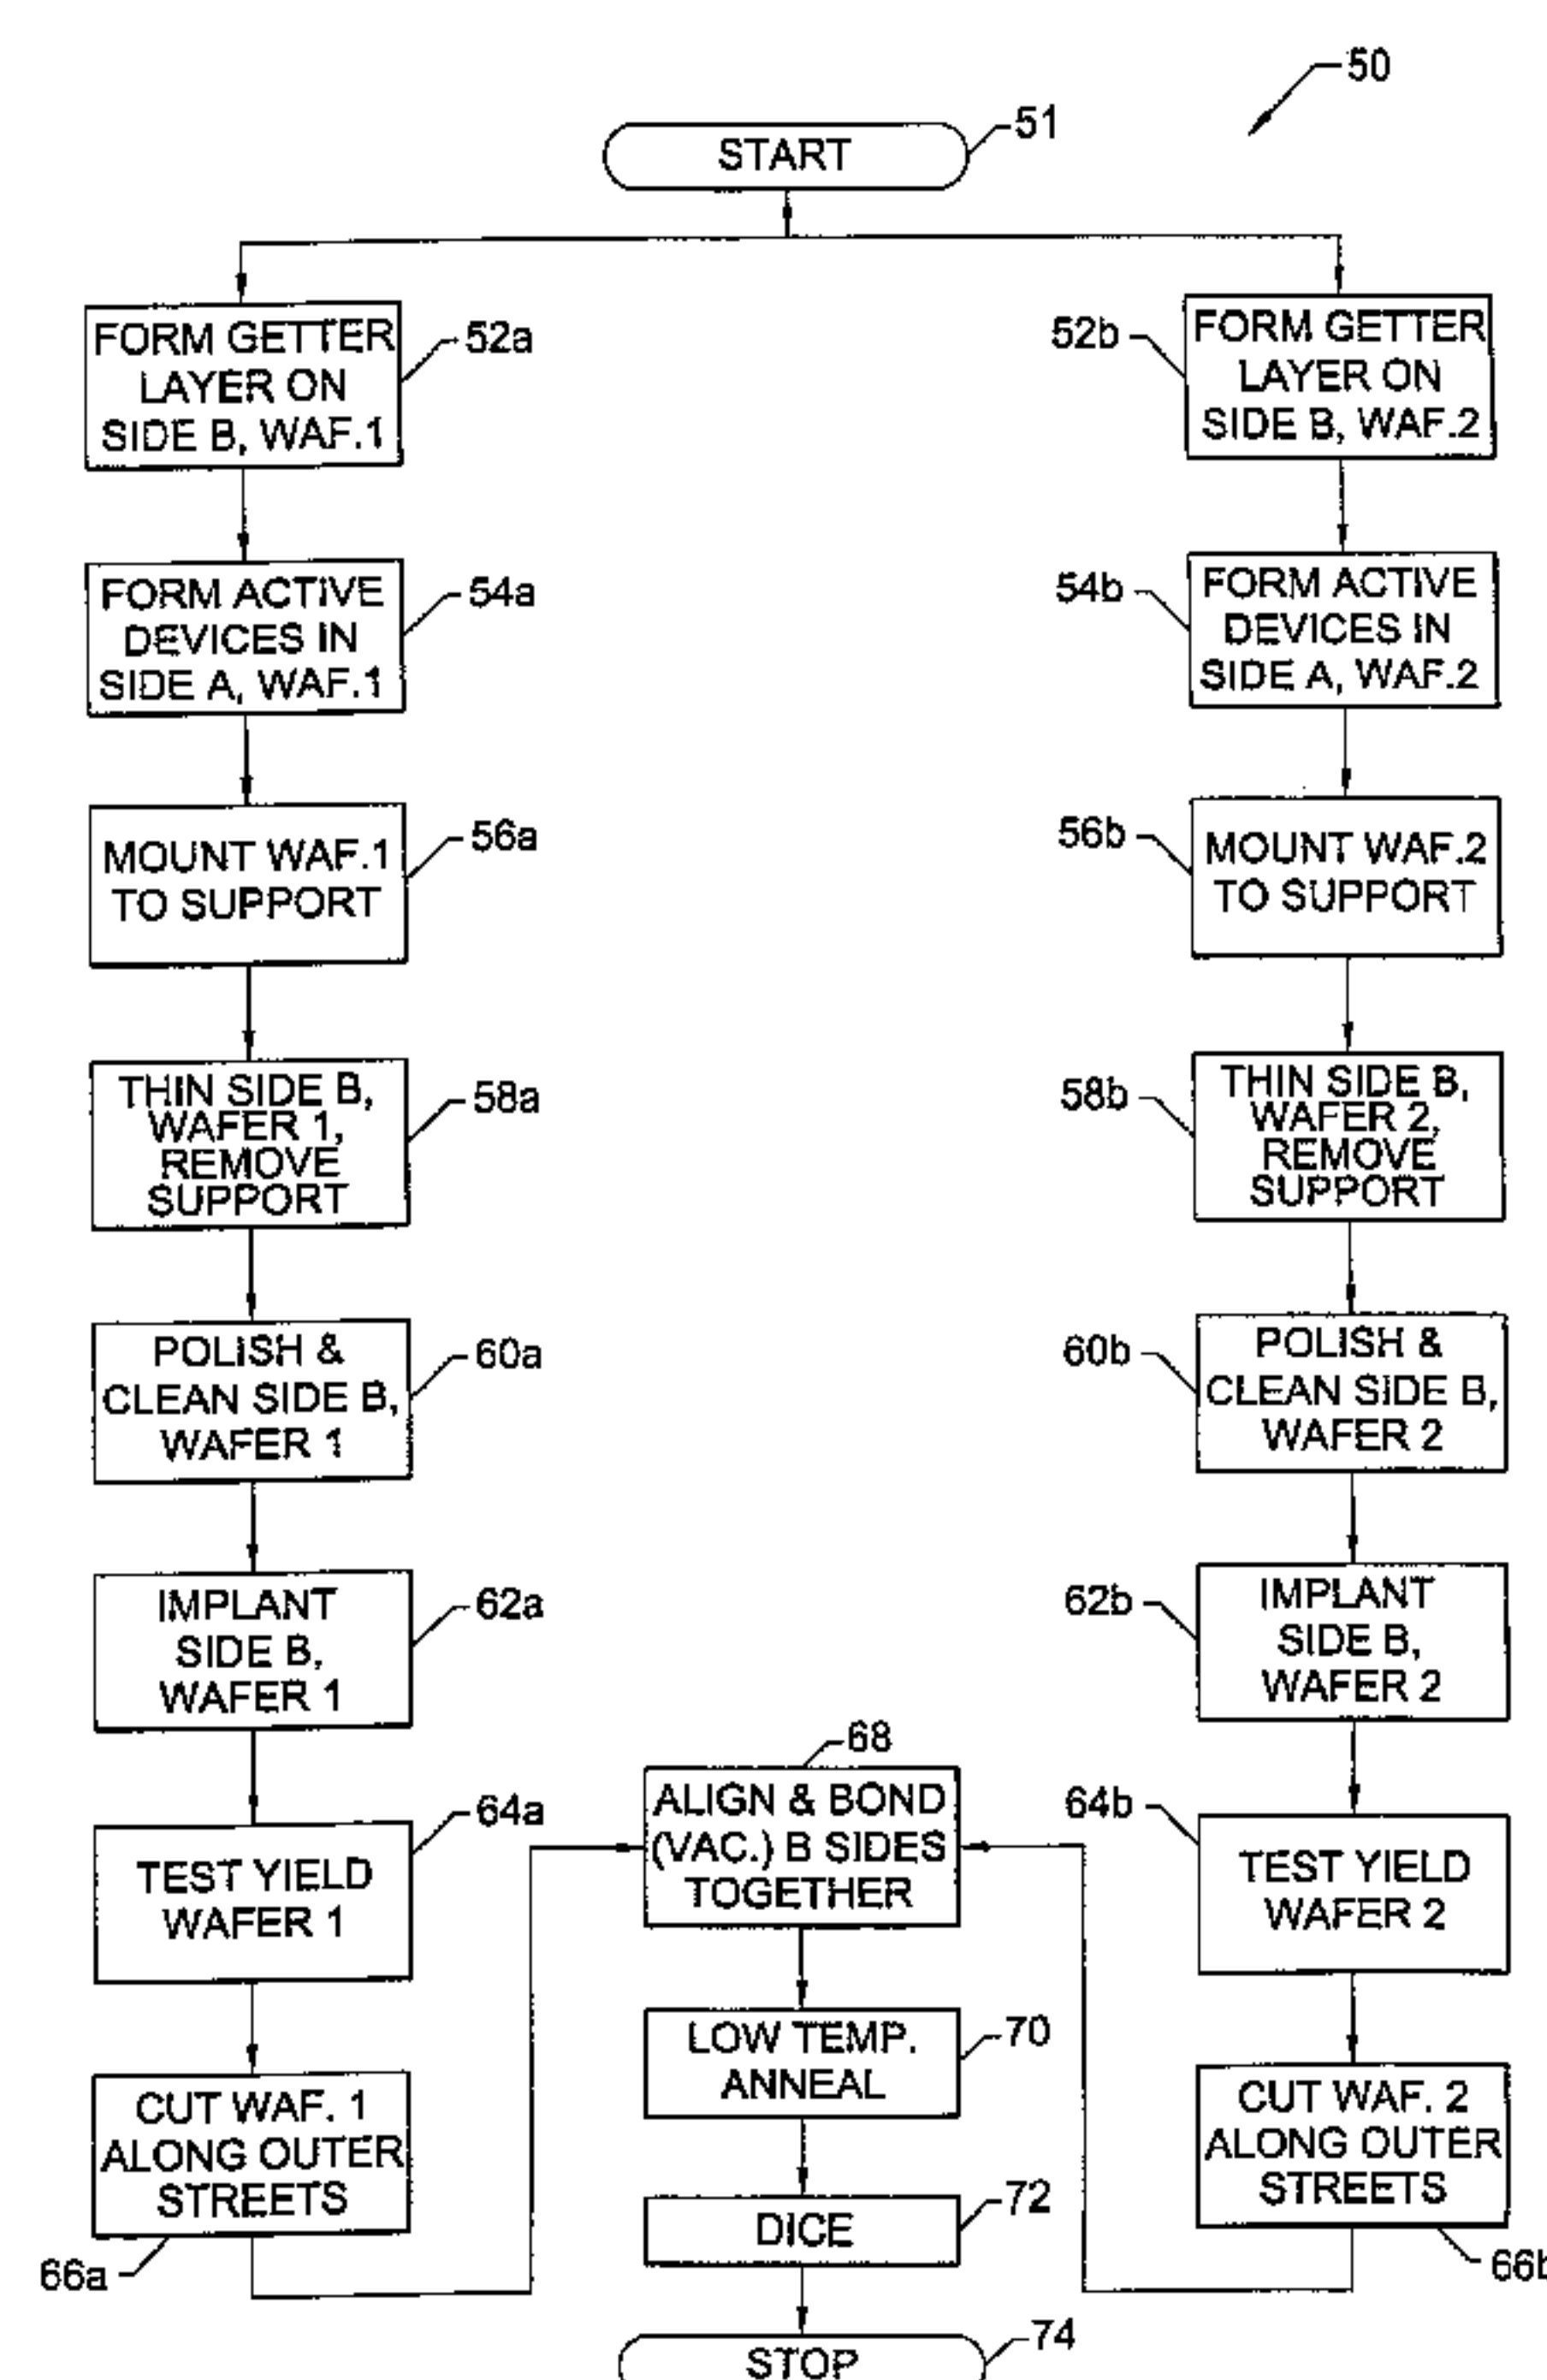 50
START
51
FORM GETTER
LAYER ON
SIDE B, WAF.1
52a
52b
FORM GETTER
LAYER ON
SIDE B, WAF.2
FORM ACTIVE
DEVICES IN
SIDE A, WAF.1
54a
54b
FORM ACTIVE
DEVICES IN
SIDE A, WAF.2
MOUNT WAF.1
TO SUPPORT
56a
56b
MOUNT WAF.2
TO SUPPORT
THIN SIDE B,
WAFER 1,
REMOVE
SUPPORT
58a
58b
THIN SIDE B,
WAFER 2,
REMOVE
SUPPORT
POLISH &
CLEAN SIDE B,
WAFER 1
60a
60b
POLISH &
CLEAN SIDE B,
WAFER 2
IMPLANT
SIDE B,
WAFER 1
62a
62b
IMPLANT
SIDE B,
WAFER 2
TEST YIELD
WAFER 1
64a
68
ALIGN & BOND
(VAC.) B SIDES
TOGETHER
64b
TEST YIELD
WAFER 2
CUT WAF. 1
ALONG OUTER
STREETS
66a
LOW TEMP.
ANNEAL
70
DICE
72
CUT WAF. 2
ALONG OUTER
STREETS
66b
STOP
74